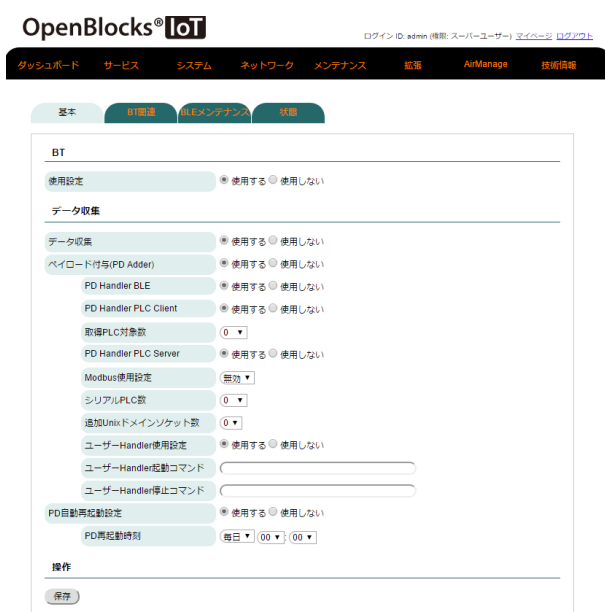 OpenBlocks® IoT
ログイン ID: admin (権限: スーパーユーザー) マイページ ログアウト
ダッシュボード サービス システム ネットワーク メンテナンス 拡張 AirManage 技術情報
基本 BT関連 BLEメンテナンス 状態
BT
使用設定 使用する 使用しない
データ収集
データ収集 使用する 使用しない
ペイロード付与(PD Adder) 使用する 使用しない
PD Handler BLE 使用する 使用しない
PD Handler PLC Client 使用する 使用しない
取得PLC対象数 0
PD Handler PLC Server 使用する 使用しない
Modbus使用設定 無効
シリアルPLC数 0
追加Unixドメインソケット数 0
ユーザーHandler使用設定 使用する 使用しない
ユーザーHandler起動コマンド
ユーザーHandler停止コマンド
PD自動再起動設定 使用する 使用しない
PD再起動時刻 毎日 00 : 00
操作
保存